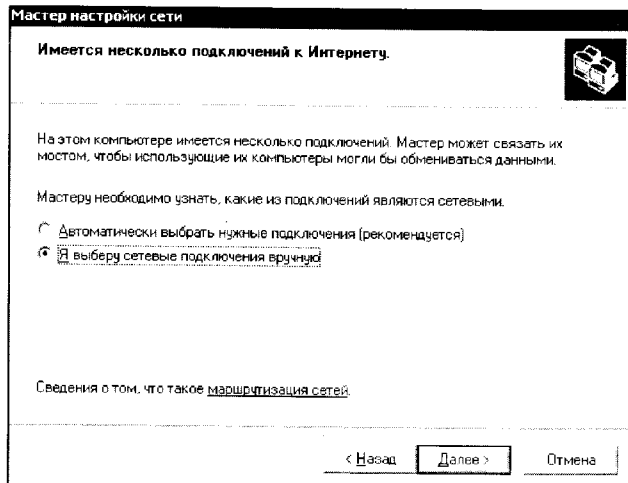 Мастер настройки сети
Имеется несколько подключений к Интернету.
На этом компьютере имеется несколько подключений. Мастер может связать их
мостом, чтобы использующие их компьютеры могли бы обмениваться данными.
Мастеру необходимо узнать, какие из подключений являются сетевыми.
Автоматически выбрать нужные подключения (рекомендуется)
Я выберу сетевые подключения вручную
Сведения о том, что такое маршрутизация сетей.
< Назад Далее > Отмена